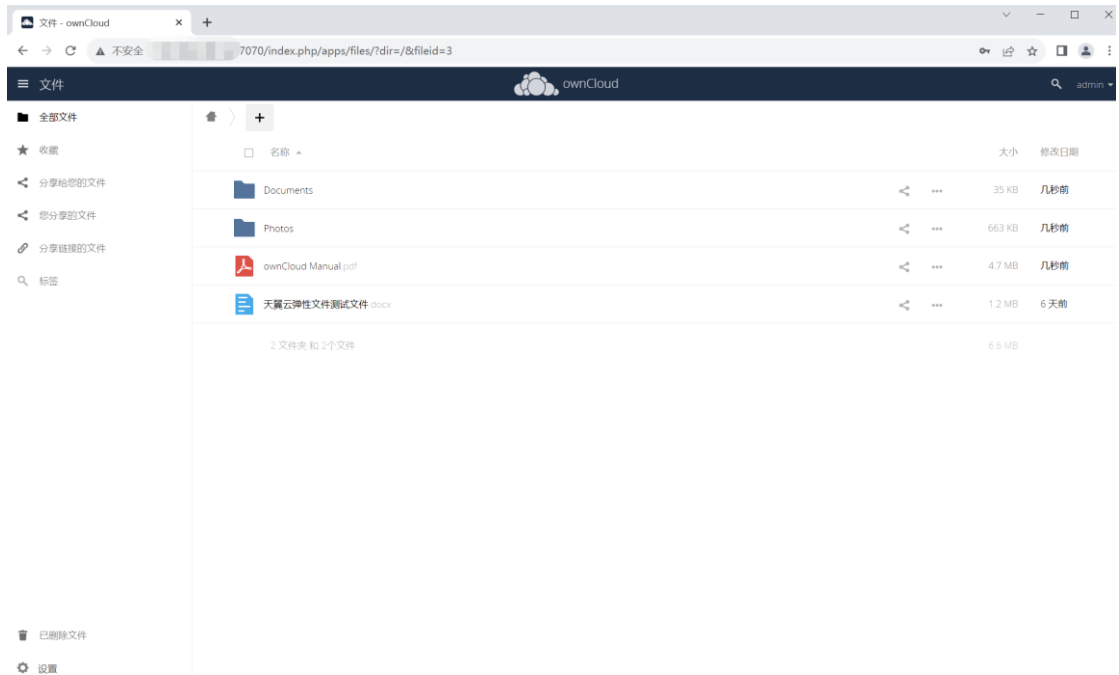 文件 - ownCloud
不安全 7070/index.php/apps/files/?dir=/&fileid=3
文件 ownCloud admin
全部文件
收藏
分享给您的文件
您分享的文件
分享链接的文件
标签
名称 大小 修改日期
Documents 35 KB 几秒前
Photos 663 KB 几秒前
ownCloud Manual.pdf 4.7 MB 几秒前
天翼云弹性文件测试文件.docx 1.2 MB 6 天前
2 文件夹 和 2个文件 6.6 MB
已删除文件
设置